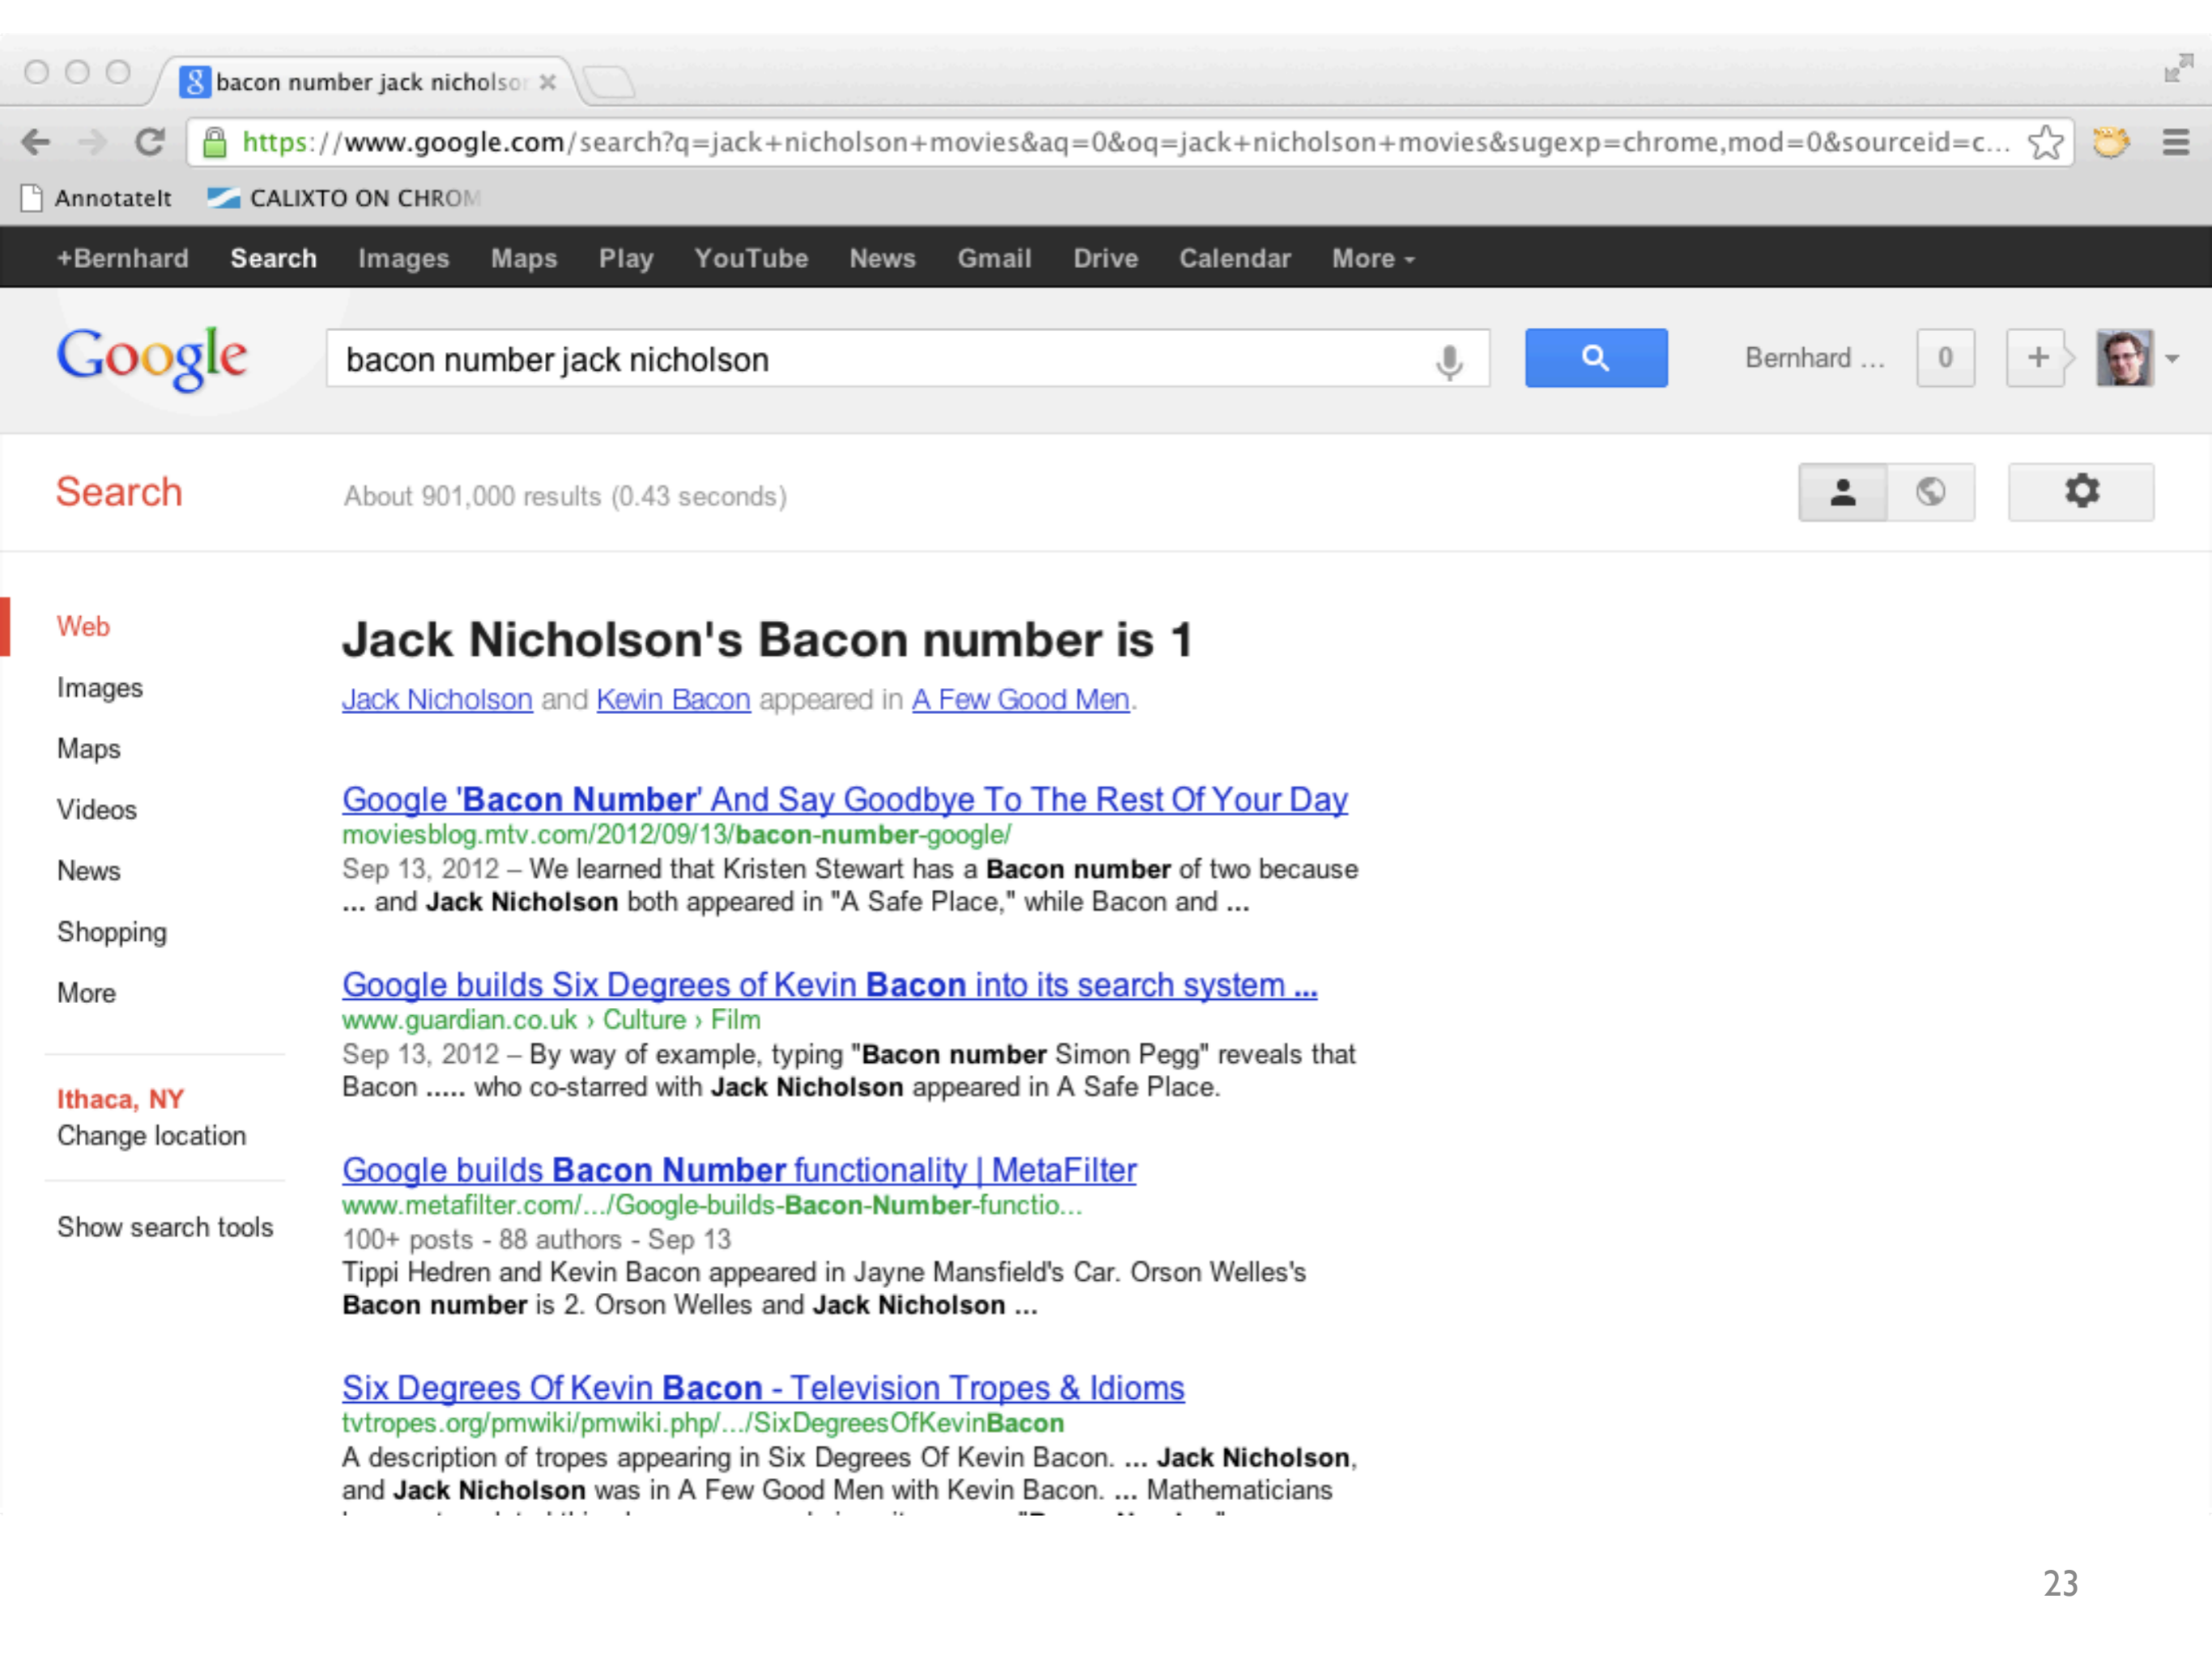 bacon number jack nicholso
https://www.google.com/search?q=jack+nicholson+movies&aq=0&oq=jack+nicholson+movies&sugexp=chrome,mod=0&sourceid=c...
AnnotateIt CALIXTO ON CHROM
+Bernhard Search Images Maps Play YouTube News Gmail Drive Calendar More
Google bacon number jack nicholson Bernhard ... 0 +
Search About 901,000 results (0.43 seconds)
Web
Images
Maps
Videos
News
Shopping
More
Ithaca, NY
Change location
Show search tools
Jack Nicholson's Bacon number is 1
Jack Nicholson and Kevin Bacon appeared in A Few Good Men.
Google 'Bacon Number' And Say Goodbye To The Rest Of Your Day
moviesblog.mtv.com/2012/09/13/bacon-number-google/
Sep 13, 2012 – We learned that Kristen Stewart has a Bacon number of two because
... and Jack Nicholson both appeared in "A Safe Place," while Bacon and ...
Google builds Six Degrees of Kevin Bacon into its search system ...
www.guardian.co.uk › Culture › Film
Sep 13, 2012 – By way of example, typing "Bacon number Simon Pegg" reveals that
Bacon ..... who co-starred with Jack Nicholson appeared in A Safe Place.
Google builds Bacon Number functionality | MetaFilter
www.metafilter.com/.../Google-builds-Bacon-Number-functio...
100+ posts - 88 authors - Sep 13
Tippi Hedren and Kevin Bacon appeared in Jayne Mansfield's Car. Orson Welles's
Bacon number is 2. Orson Welles and Jack Nicholson ...
Six Degrees Of Kevin Bacon - Television Tropes & Idioms
tvtropes.org/pmwiki/pmwiki.php/.../SixDegreesOfKevinBacon
A description of tropes appearing in Six Degrees Of Kevin Bacon. ... Jack Nicholson,
and Jack Nicholson was in A Few Good Men with Kevin Bacon. ... Mathematicians
23